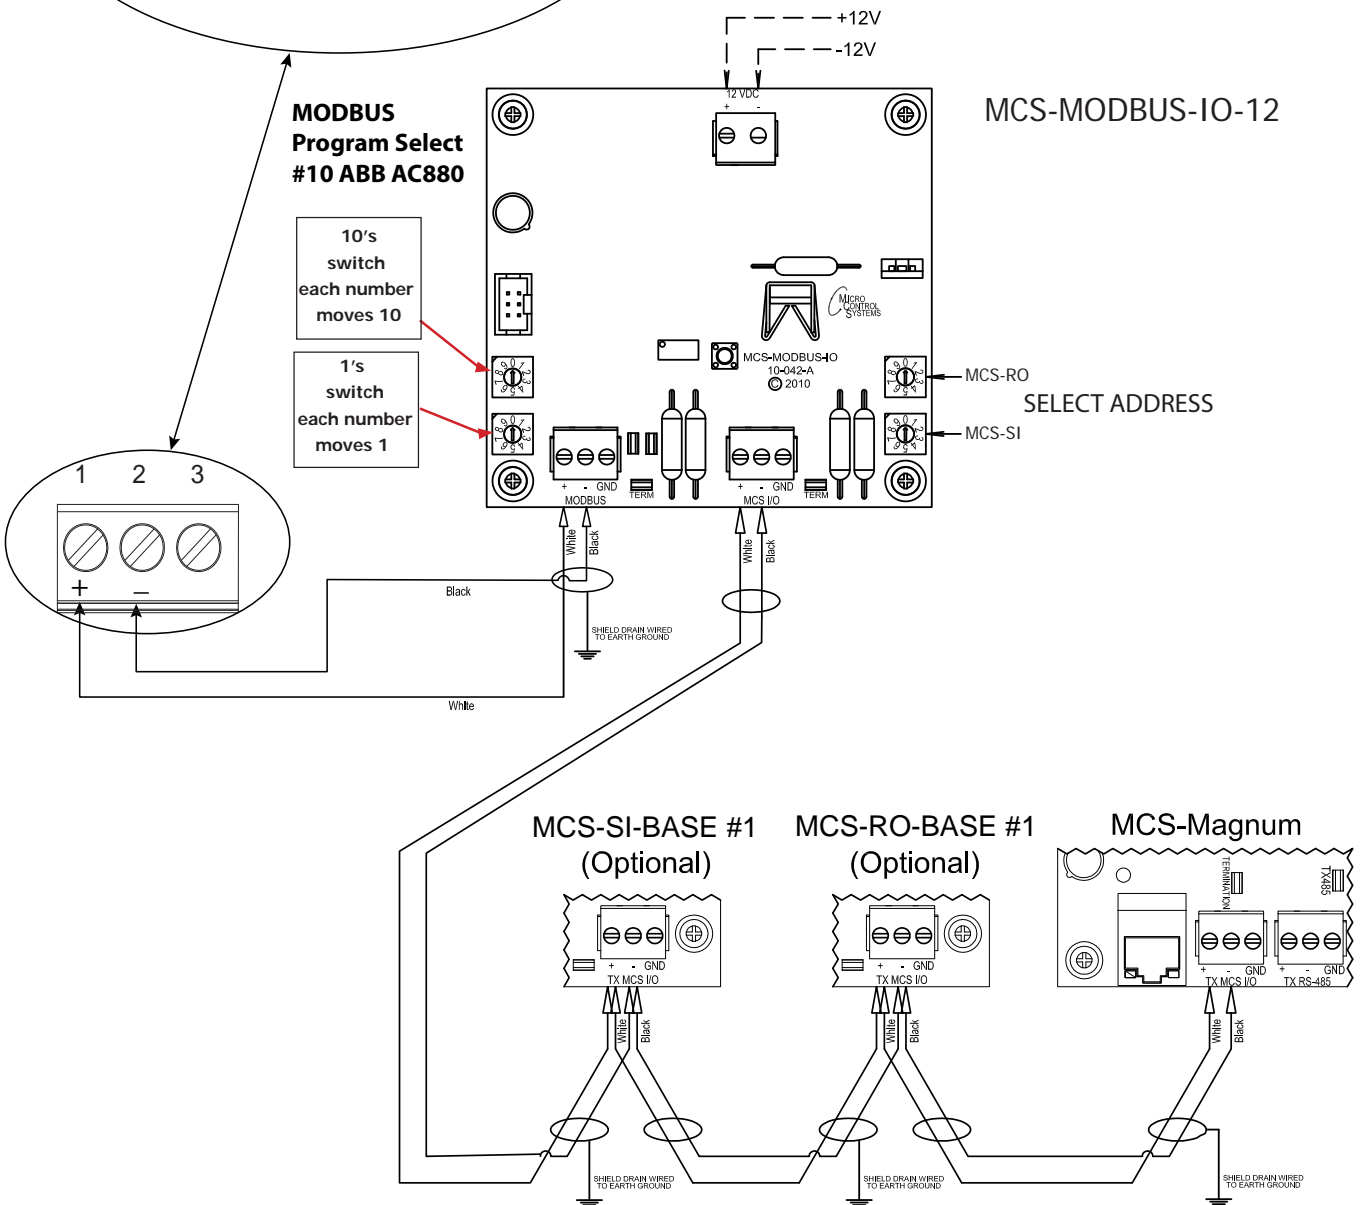 +12V
-12V
MCS-MODBUS-IO-12
MODBUS
Program Select
#10 ABB AC880
12 VDC
+ -
10's
switch
each number
moves 10
1's
switch
each number
moves 1
MICRO
CONTROL
SYSTEMS
MCS-MODBUS-IO
10-042-A
© 2010
MCS-RO
SELECT ADDRESS
MCS-SI
+ - GND
MODBUS
TERM
+ - GND
MCS I/O
TERM
White
Black
White
Black
1 2 3
+ –
Black
SHIELD DRAIN WIRED
TO EARTH GROUND
White
MCS-SI-BASE #1
(Optional)
MCS-RO-BASE #1
(Optional)
MCS-Magnum
TERMINATION
TX485
+ - GND
TX MCS I/O
+ - GND
TX MCS I/O
+ - GND
TX MCS I/O
+ - GND
TX RS-485
White
Black
White
Black
White
Black
SHIELD DRAIN WIRED
TO EARTH GROUND
SHIELD DRAIN WIRED
TO EARTH GROUND
SHIELD DRAIN WIRED
TO EARTH GROUND